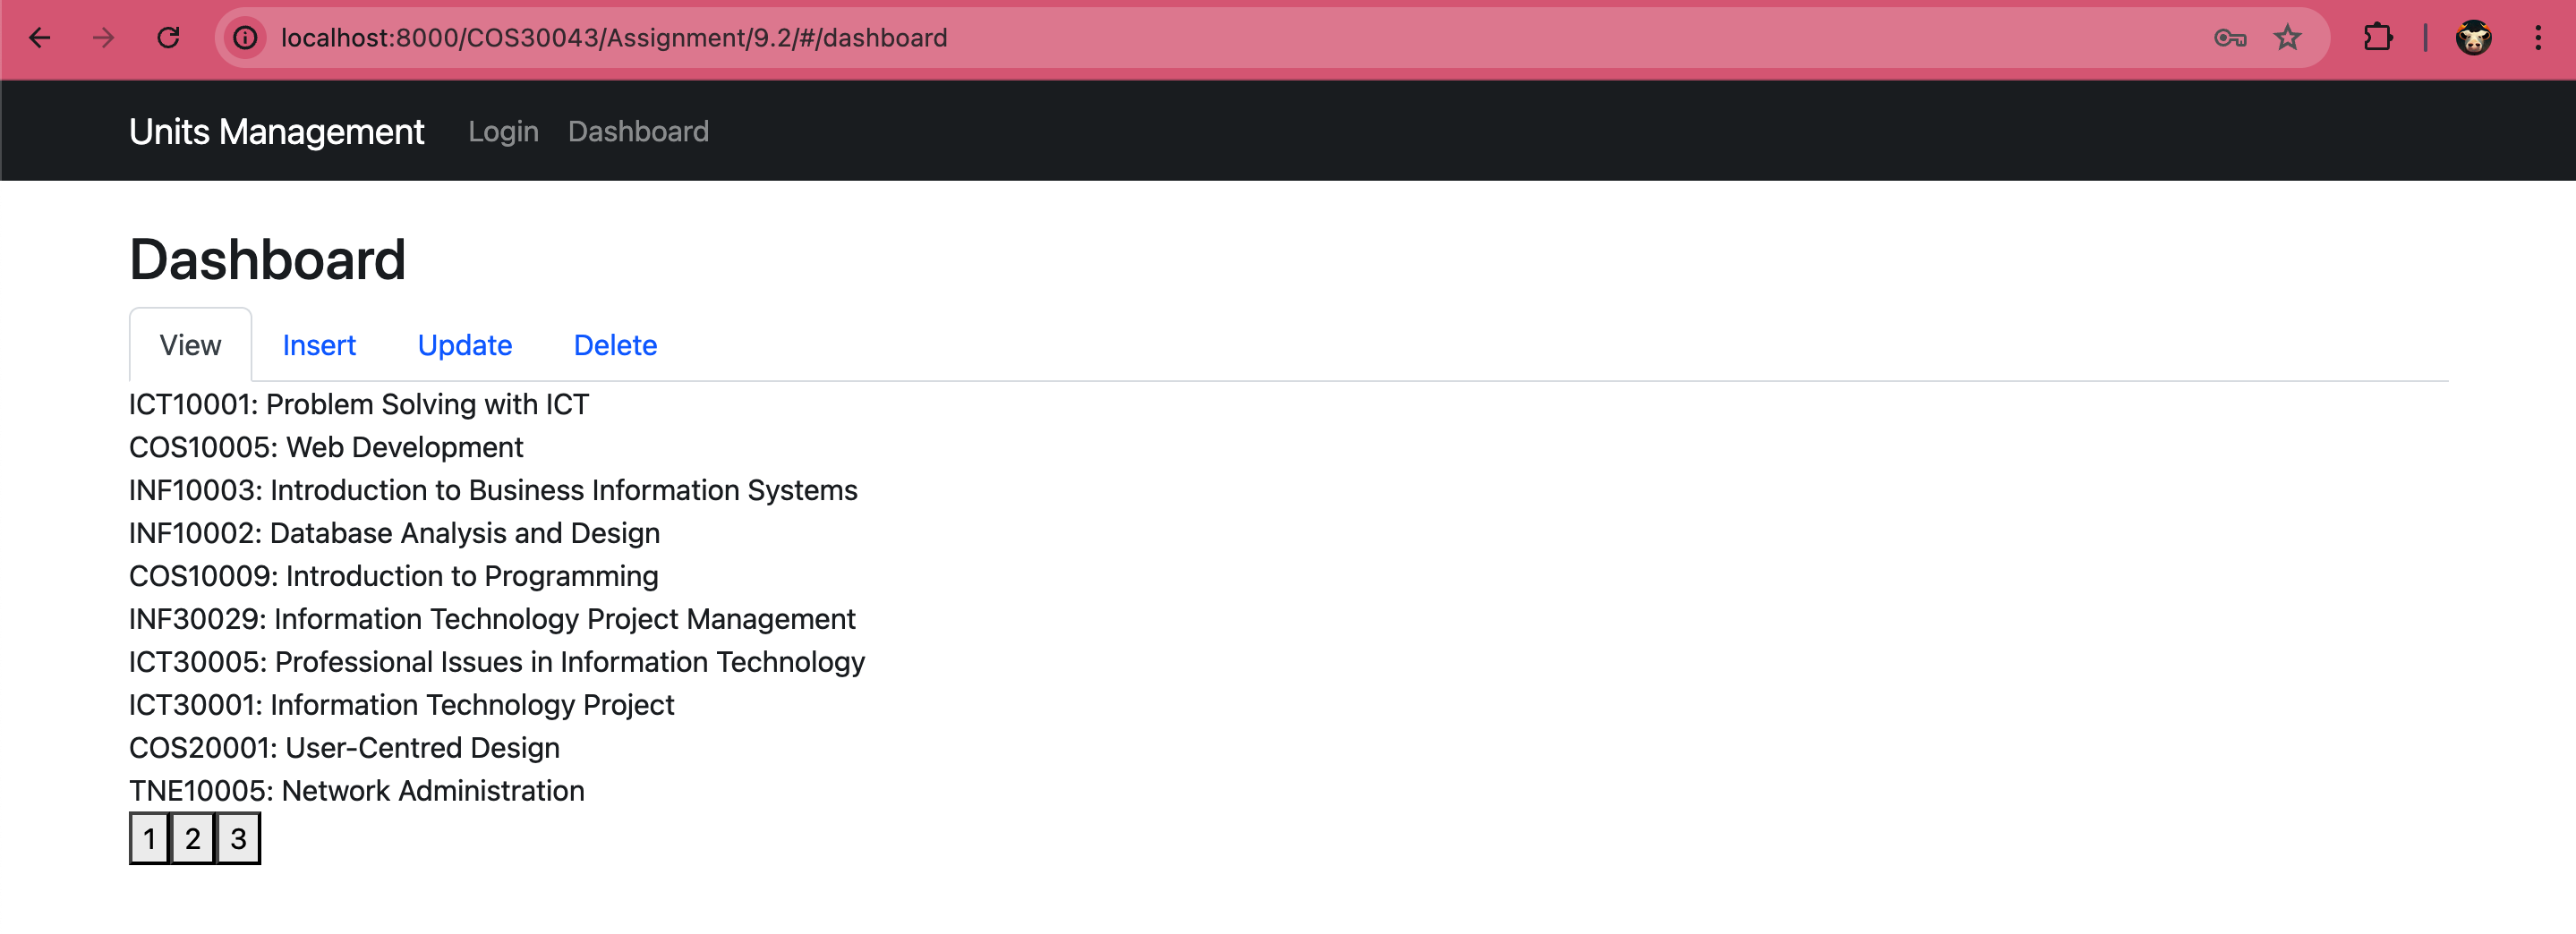 localhost:8000/COS30043/Assignment/9.2/#/dashboard
Units Management Login Dashboard
Dashboard
View Insert Update Delete
ICT10001: Problem Solving with ICT
COS10005: Web Development
INF10003: Introduction to Business Information Systems
INF10002: Database Analysis and Design
COS10009: Introduction to Programming
INF30029: Information Technology Project Management
ICT30005: Professional Issues in Information Technology
ICT30001: Information Technology Project
COS20001: User-Centred Design
TNE10005: Network Administration
1 2 3